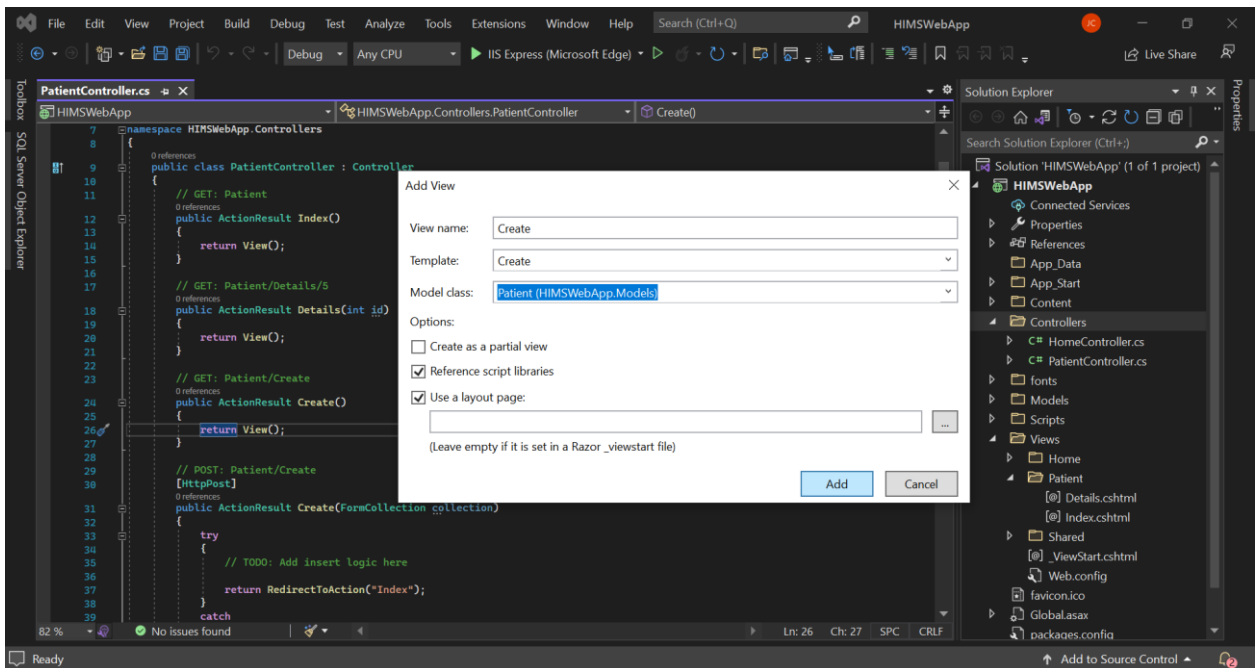 File Edit View Project Build Debug Test Analyze Tools Extensions Window Help Search (Ctrl+Q) HIMSWebApp JC
Debug Any CPU IIS Express (Microsoft Edge) Live Share
Toolbox
SQL Server Object Explorer
PatientController.cs
HIMSWebApp HIMSWebApp.Controllers.PatientController Create()
7 namespace HIMSWebApp.Controllers
8 {
0 references
9 public class PatientController : Controller
10 {
11 // GET: Patient
0 references
12 public ActionResult Index()
13 {
14 return View();
15 }
16
17 // GET: Patient/Details/5
0 references
18 public ActionResult Details(int id)
19 {
20 return View();
21 }
22
23 // GET: Patient/Create
0 references
24 public ActionResult Create()
25 {
26 return View();
27 }
28
29 // POST: Patient/Create
30 [HttpPost]
0 references
31 public ActionResult Create(FormCollection collection)
32 {
33 try
34 {
35 // TODO: Add insert logic here
36
37 return RedirectToAction("Index");
38 }
39 catch
82 % No issues found Ln: 26 Ch: 27 SPC CRLF
Add View
View name: Create
Template: Create
Model class: Patient (HIMSWebApp.Models)
Options:
Create as a partial view
Reference script libraries
Use a layout page:
...
(Leave empty if it is set in a Razor _viewstart file)
Add Cancel
Solution Explorer
Search Solution Explorer (Ctrl+;)
Solution 'HIMSWebApp' (1 of 1 project)
HIMSWebApp
Connected Services
Properties
References
App_Data
App_Start
Content
Controllers
C# HomeController.cs
C# PatientController.cs
fonts
Models
Scripts
Views
Home
Patient
[@] Details.cshtml
[@] Index.cshtml
Shared
[@] _ViewStart.cshtml
Web.config
favicon.ico
Global.asax
packages.config
Properties
Ready Add to Source Control 2